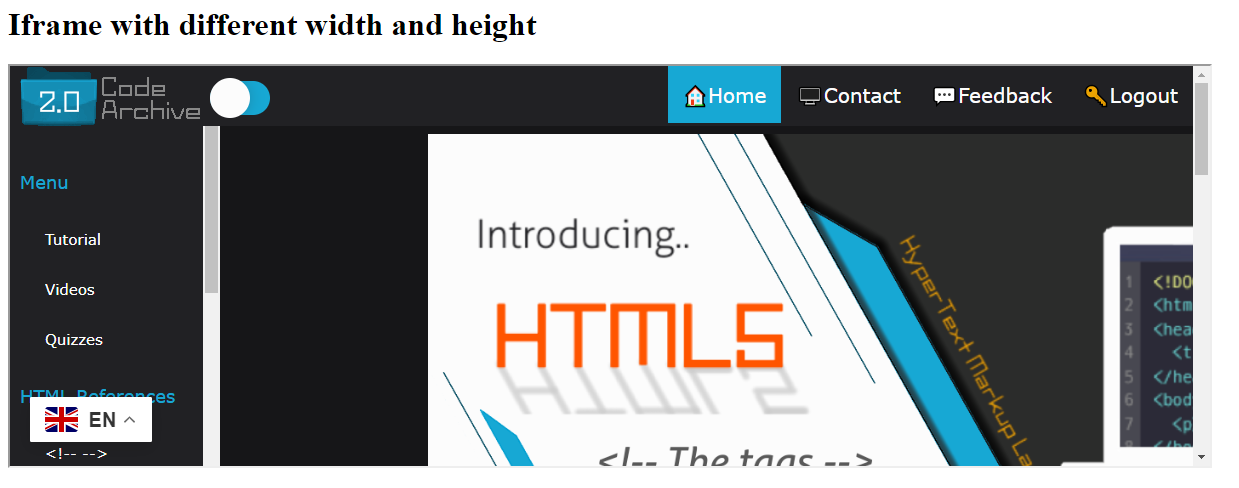 Iframe with different width and height
2.0 Code Archive
Home Contact Feedback Logout
Menu
Tutorial
Videos
Quizzes
HTML References
EN
<!-- -->
Introducing..
HTML5
<!-- The tags -->
HyperText Markup La
1 <!DO
2 <htm
3 <hea
4 <t
5 </he
6 <bod
7 <p
8 </bo